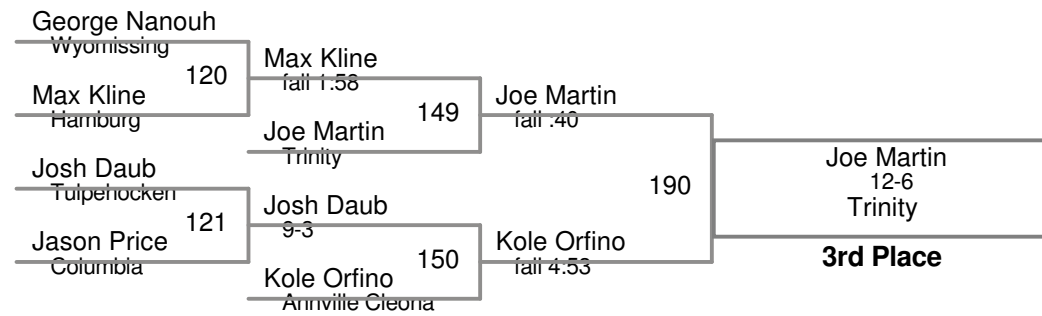 George Nanouh
Wyomissing
120
Max Kline
Hamburg
Josh Daub
Tulpehocken
121
Jason Price
Columbia
Max Kline
fall 1:58
149
Joe Martin
Trinity
Josh Daub
9-3
150
Kole Orfino
Annville Cleona
Joe Martin
fall :40
190
Kole Orfino
fall 4:53
Joe Martin
12-6
Trinity
3rd Place